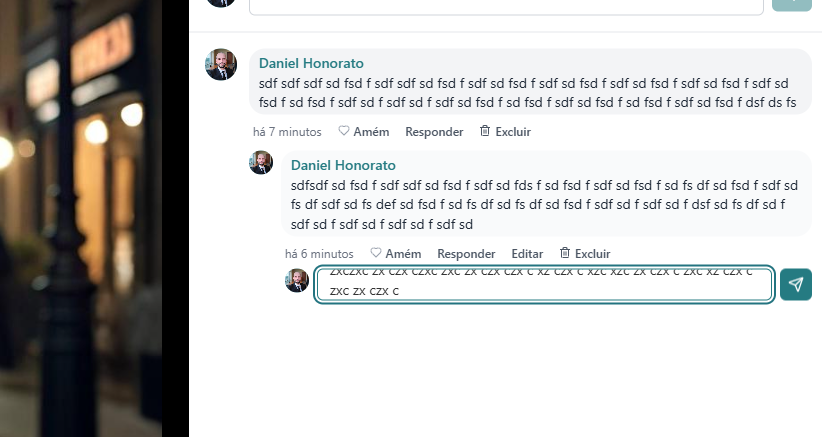 Daniel Honorato
sdf sdf sdf sd fsd f sdf sdf sd fsd f sdf sd fsd f sdf sd fsd f sdf sd fsd f sdf sd fsd f sdf sd
fsd f sd fsd f sdf sd f sdf sd f sdf sd fsd f sd fsd f sdf sd fsd f sd fsd f sdf sd fsd f dsf ds fs
há 7 minutos Amém Responder Excluir
Daniel Honorato
sdfsdf sd fsd f sdf sdf sd fsd f sdf sd fds f sd fsd f sdf sd fsd f sd fs df sd fsd f sdf sd
fs df sdf sd fs def sd fsd f sd fs df sd fs df sd fsd f sdf sd f sdf sd f dsf sd fs df sd f
sdf sd f sdf sd f sdf sd f sdf sd
há 6 minutos Amém Responder Editar Excluir
zxczxc zx czx czxc zxc zx czx czx c xz czx c xzc xzc zx czx c zxc xz czx c
zxc zx czx c